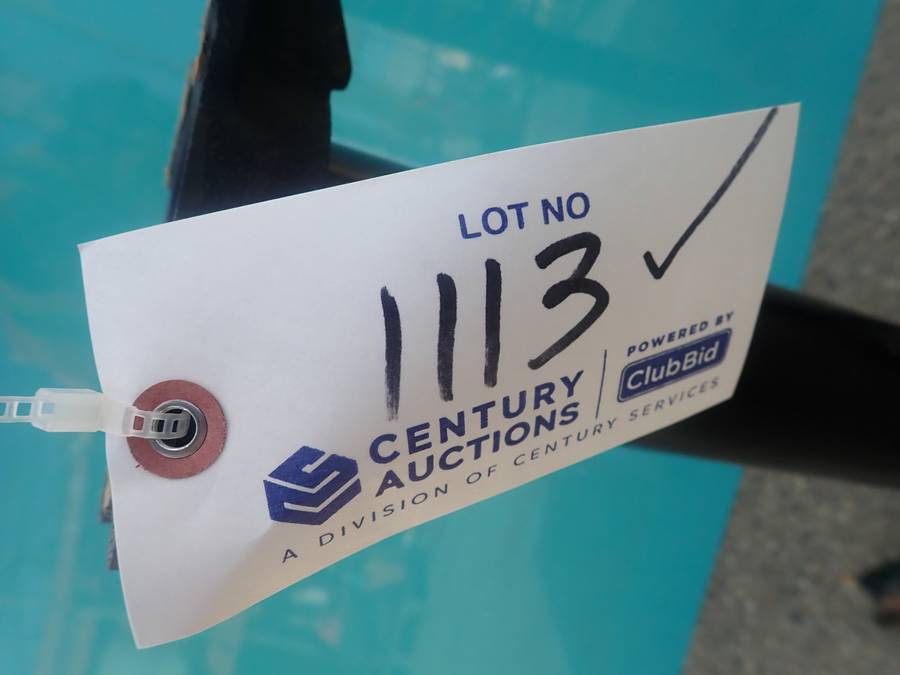 LOT NO
1113 ✓
CENTURY
AUCTIONS
POWERED BY
ClubBid
A DIVISION OF CENTURY SERVICES